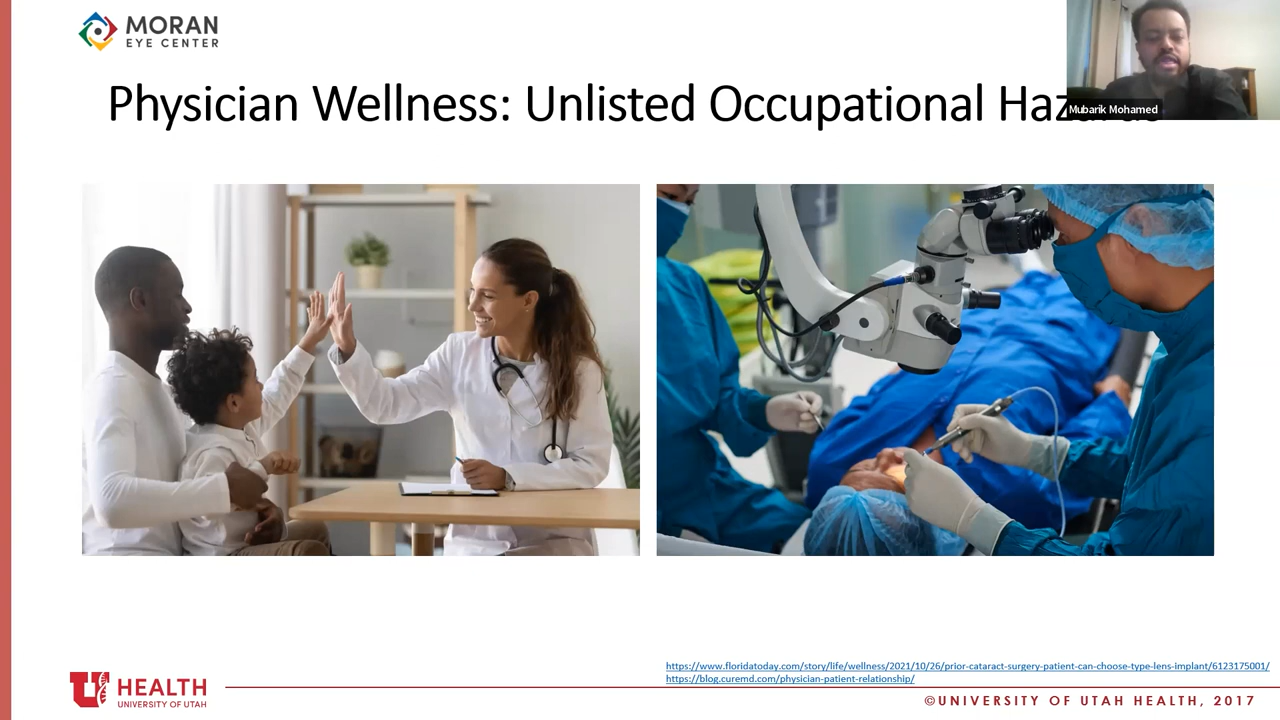 MORAN
EYE CENTER
Physician Wellness: Unlisted Occupational
Mubarik Mohamed
https://www.floridatoday.com/story/life/wellness/2021/10/26/prior-cataract-surgery-patient-can-choose-type-lens-implant/6123175001/
https://blog.curemd.com/physician-patient-relationship/
HEALTH
UNIVERSITY OF UTAH
©UNIVERSITY OF UTAH HEALTH, 2017